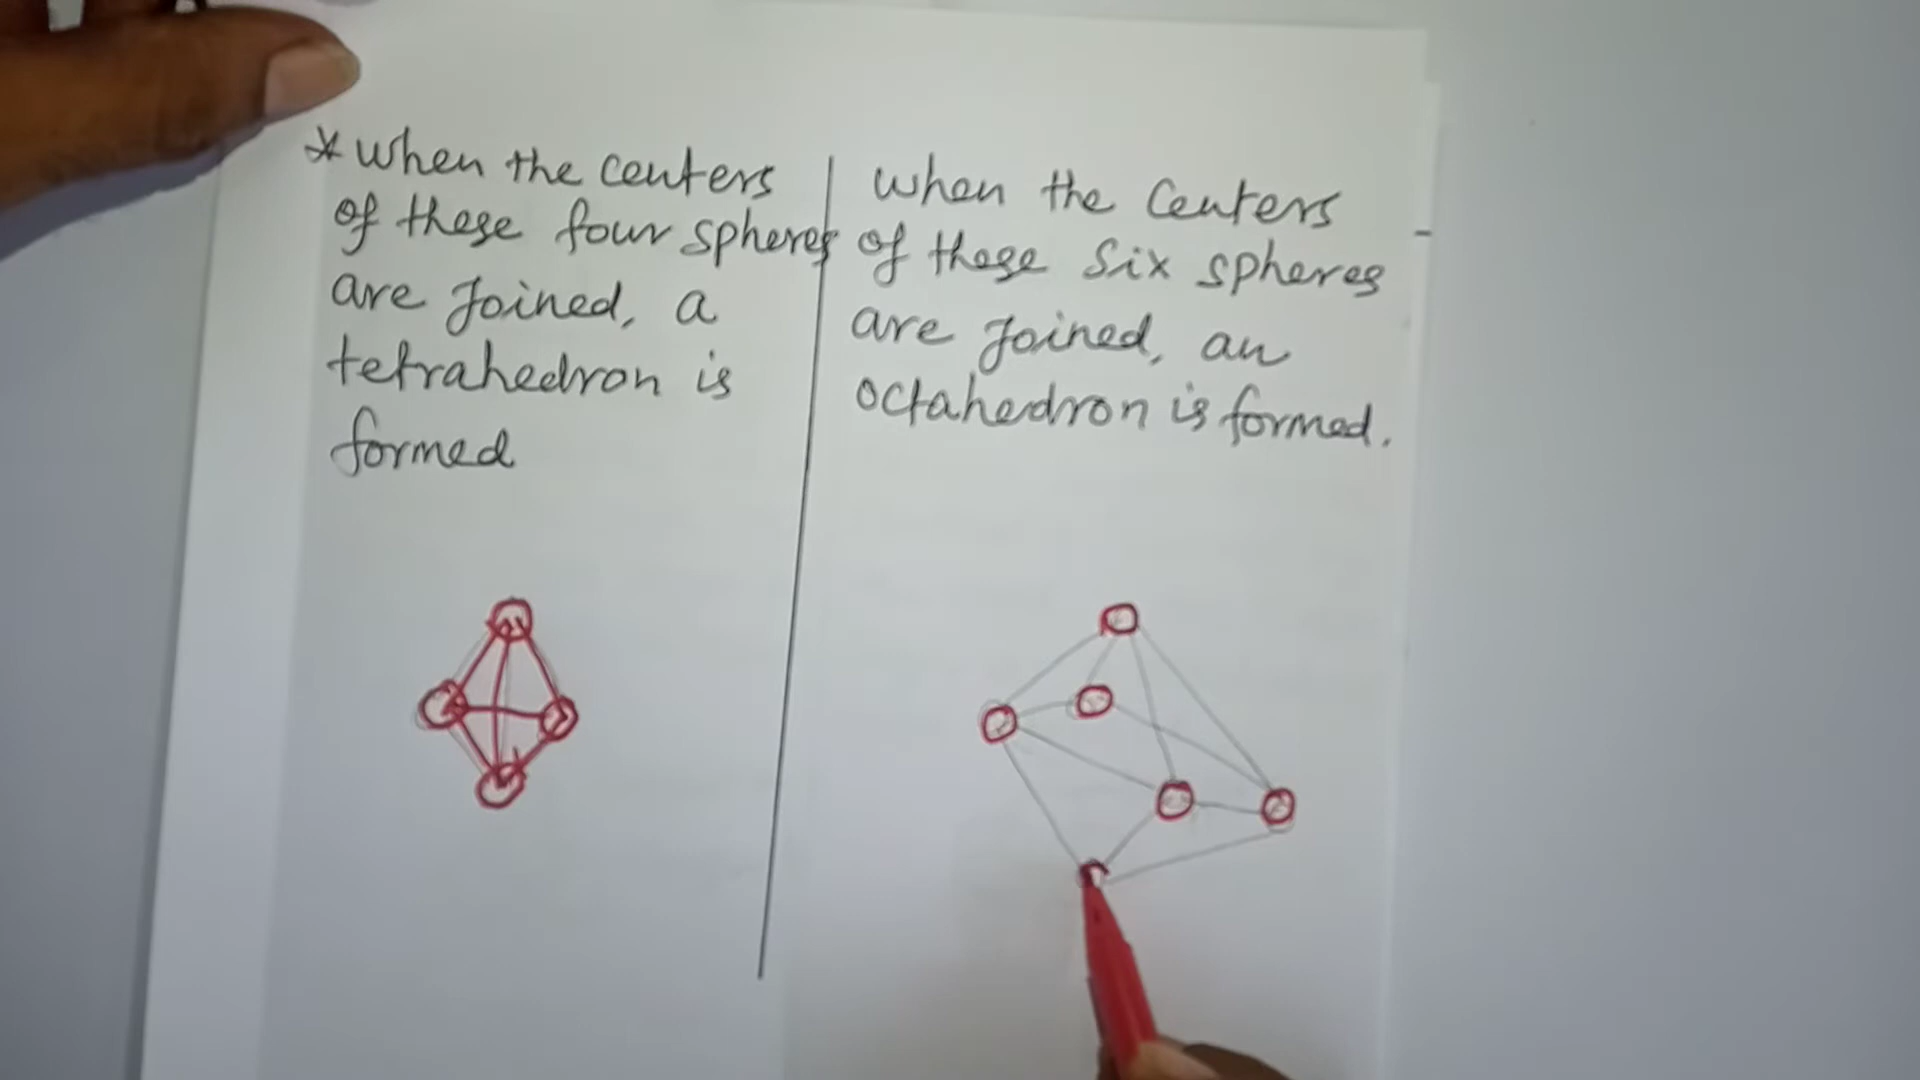 * when the centers
of these four spheres
are Joined, a
tetrahedron is
formed
when the Centers
of these Six spheres
are Joined, an
Octahedron is formed.